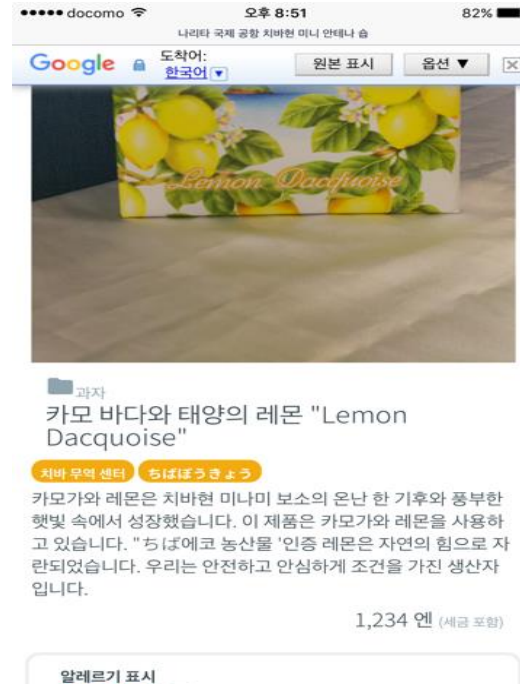 docomo 오후 8:51 82%
나리타 국제 공항 치바현 미니 안테나 숍
Google 도착어: 한국어 원본 표시 옵션 ▼
Lemon Dacquoise
과자
카모 바다와 태양의 레몬 "Lemon
Dacquoise"
치바 무역 센터 ちばぼうきょう
카모가와 레몬은 치바현 미나미 보소의 온난 한 기후와 풍부한
햇빛 속에서 성장했습니다. 이 제품은 카모가와 레몬을 사용하
고 있습니다. "ちば에코 농산물 '인증 레몬은 자연의 힘으로 자
란되었습니다. 우리는 안전하고 안심하게 조건을 가진 생산자
입니다.
1,234 엔 (세금 포함)
알레르기 표시